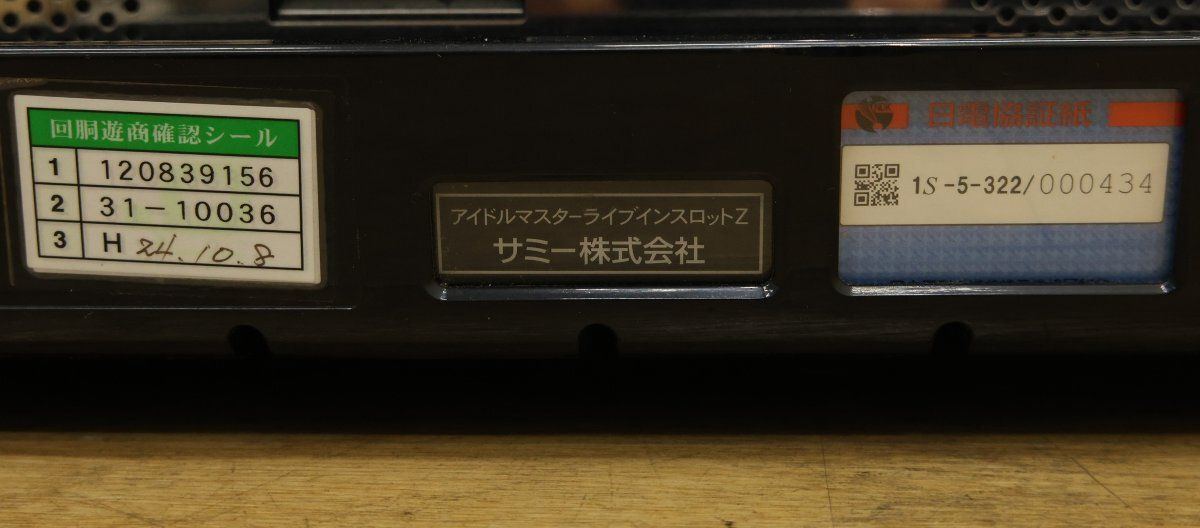 回胴遊商確認シール
1 120839156
2 31-10036
3 H 24.10.8
アイドルマスターライブインスロットZ
サミー株式会社
日電協証紙
1S-5-322/000434